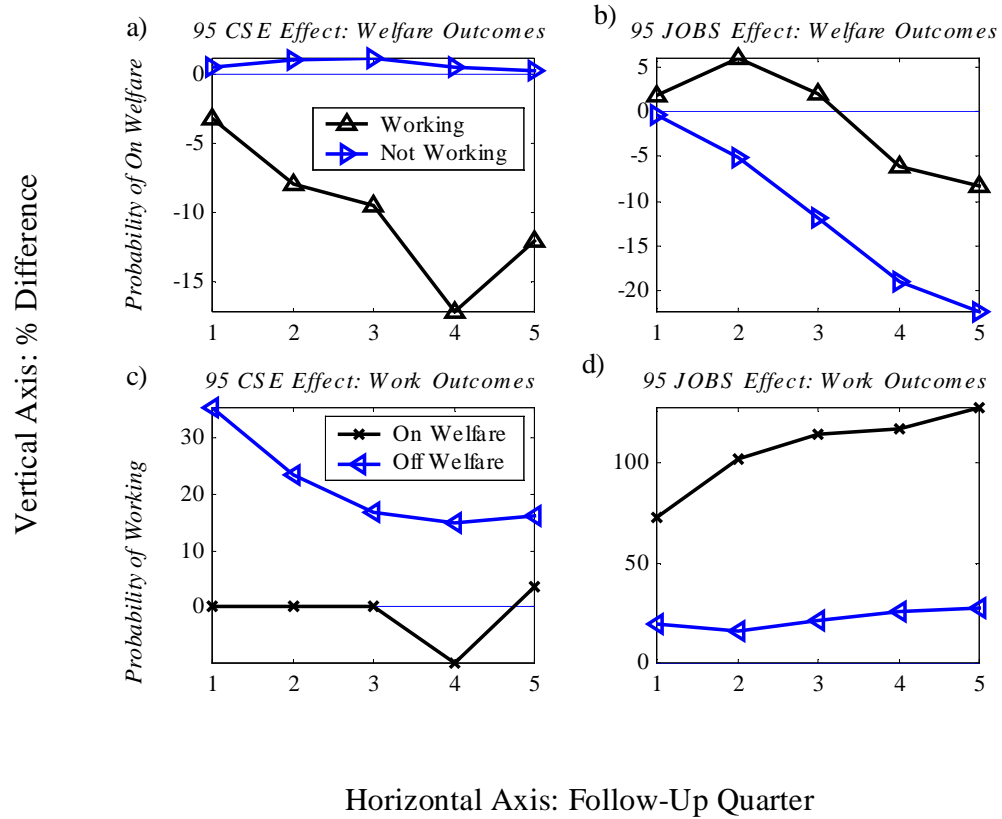 a)
95 CSE Effect: Welfare Outcomes
b)
95 JOBS Effect: Welfare Outcomes
Vertical Axis: % Difference
Probability of On Welfare
0
-5
-10
-15
Working
Not Working
1 2 3 4 5
5
0
-5
-10
-15
-20
1 2 3 4 5
c)
95 CSE Effect: Work Outcomes
d)
95 JOBS Effect: Work Outcomes
Probability of Working
30
20
10
0
On Welfare
Off Welfare
1 2 3 4 5
100
50
0
1 2 3 4 5
Horizontal Axis: Follow-Up Quarter